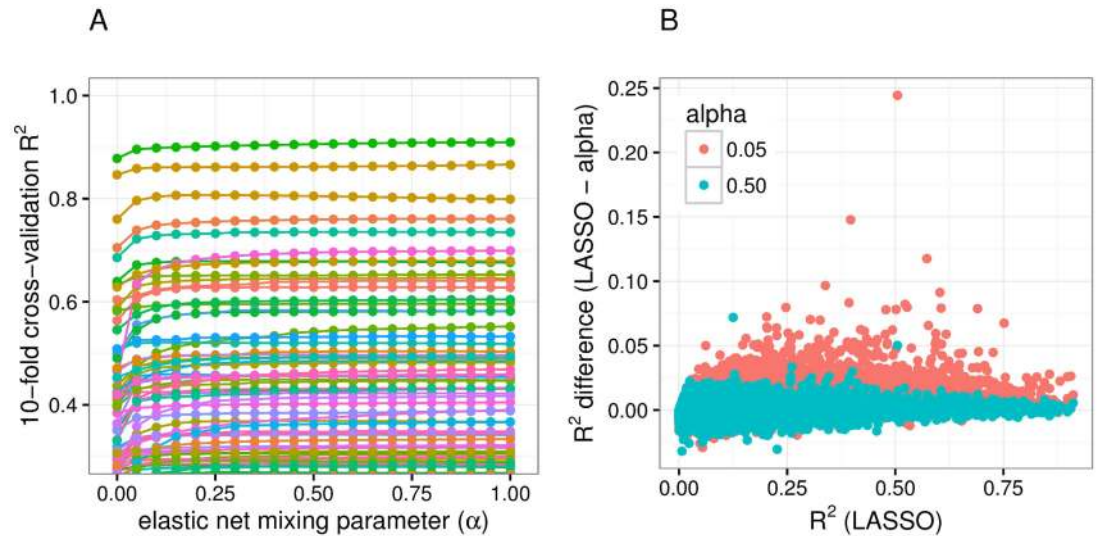 A
10−fold cross−validation R²
1.0
0.8
0.6
0.4
0.00 0.25 0.50 0.75 1.00
elastic net mixing parameter (α)
B
R² difference (LASSO − alpha)
0.25
0.20
0.15
0.10
0.05
0.00
alpha
0.05
0.50
0.00 0.25 0.50 0.75
R² (LASSO)